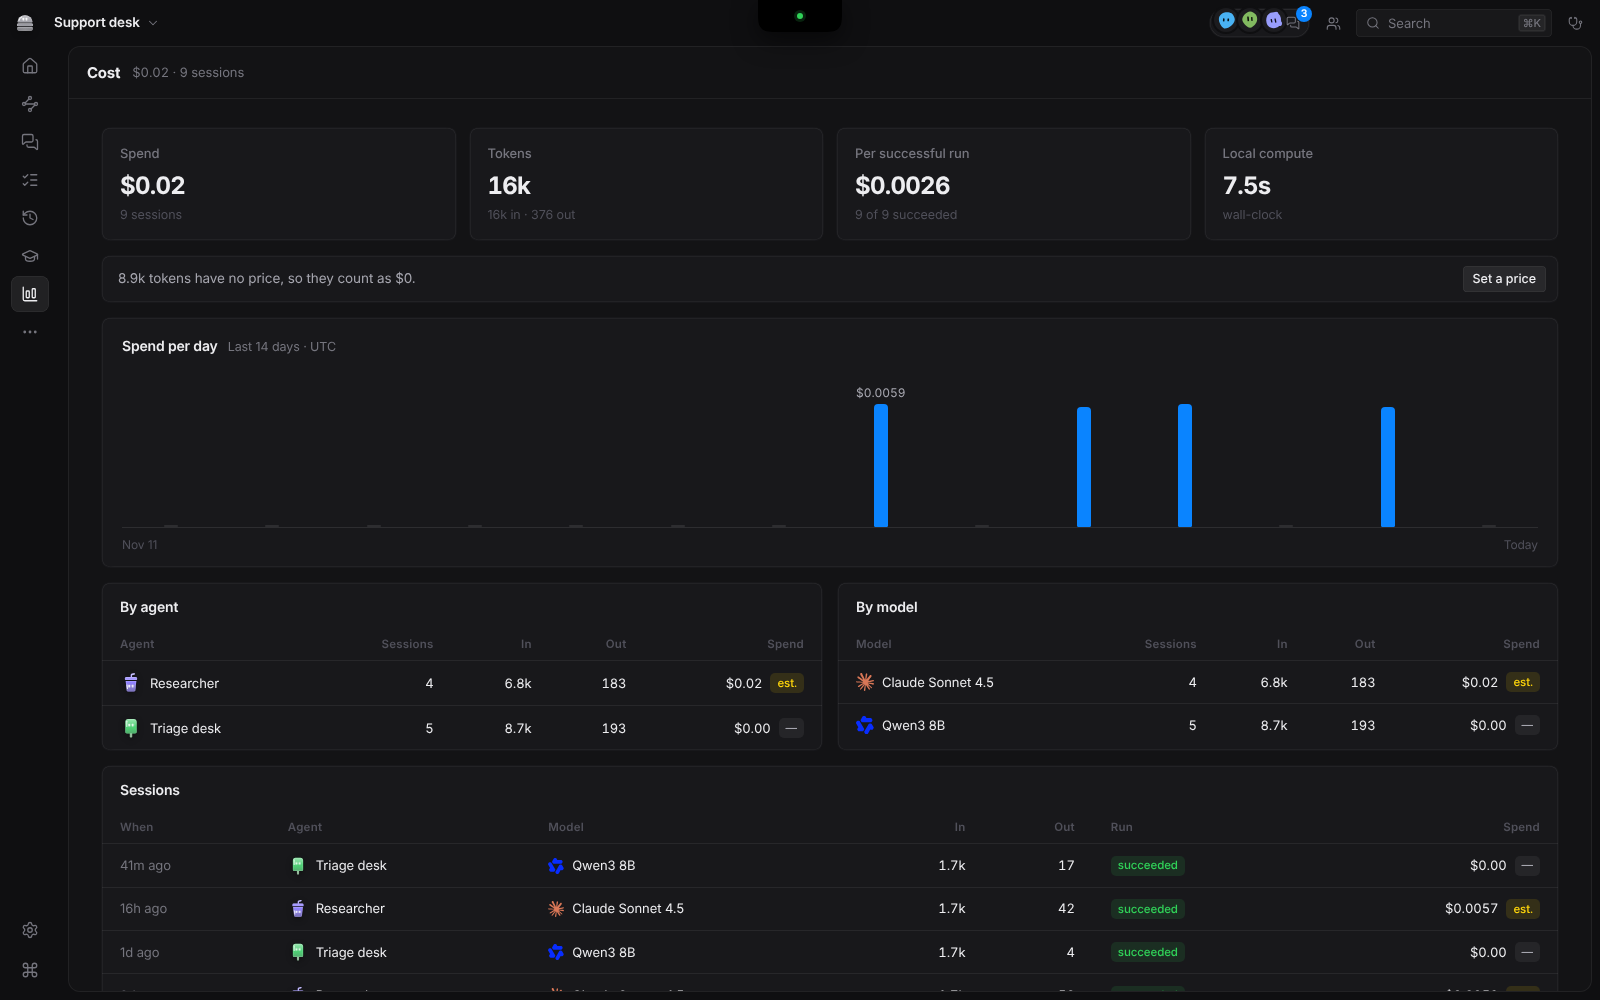 Support desk
3
Search
⌘K
Cost $0.02 · 9 sessions
Spend
$0.02
9 sessions
Tokens
16k
16k in · 376 out
Per successful run
$0.0026
9 of 9 succeeded
Local compute
7.5s
wall-clock
8.9k tokens have no price, so they count as $0.
Set a price
Spend per day Last 14 days · UTC
$0.0059
Nov 11
Today
By agent
Agent Sessions In Out Spend
Researcher 4 6.8k 183 $0.02 est.
Triage desk 5 8.7k 193 $0.00 —
By model
Model Sessions In Out Spend
Claude Sonnet 4.5 4 6.8k 183 $0.02 est.
Qwen3 8B 5 8.7k 193 $0.00 —
Sessions
When Agent Model In Out Run Spend
41m ago Triage desk Qwen3 8B 1.7k 17 succeeded $0.00 —
16h ago Researcher Claude Sonnet 4.5 1.7k 42 succeeded $0.0057 est.
1d ago Triage desk Qwen3 8B 1.7k 4 succeeded $0.00 —